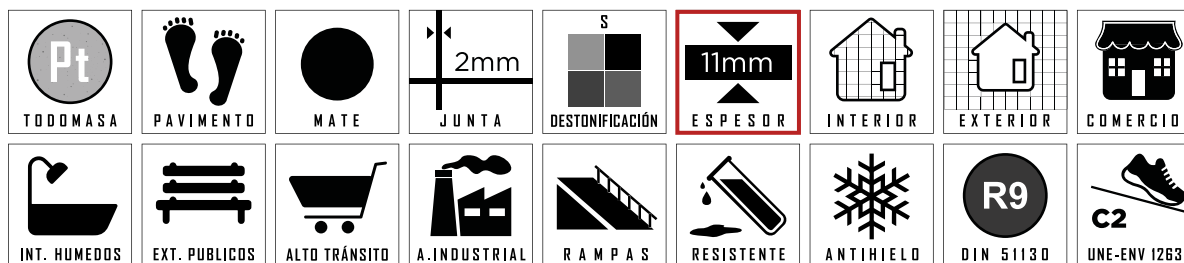 Pt
TODOMASA
PAVIMENTO
MATE
2mm
JUNTA
S
DESTONIFICACIÓN
11mm
ESPESOR
INTERIOR
EXTERIOR
COMERCIO
INT. HUMEDOS
EXT. PUBLICOS
ALTO TRÁNSITO
A.INDUSTRIAL
RAMPAS
RESISTENTE
ANTIHIELO
R9
DIN 51130
C2
UNE-ENV 1263